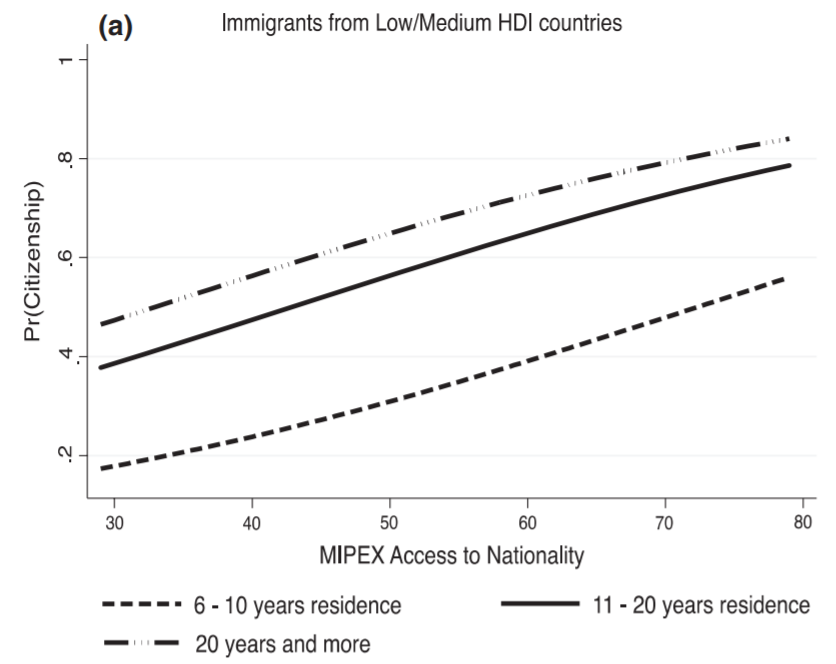 (a) Immigrants from Low/Medium HDI countries
1
.8
.6
.4
.2
Pr(Citizenship)
30 40 50 60 70 80
MIPEX Access to Nationality
6 - 10 years residence 11 - 20 years residence
20 years and more